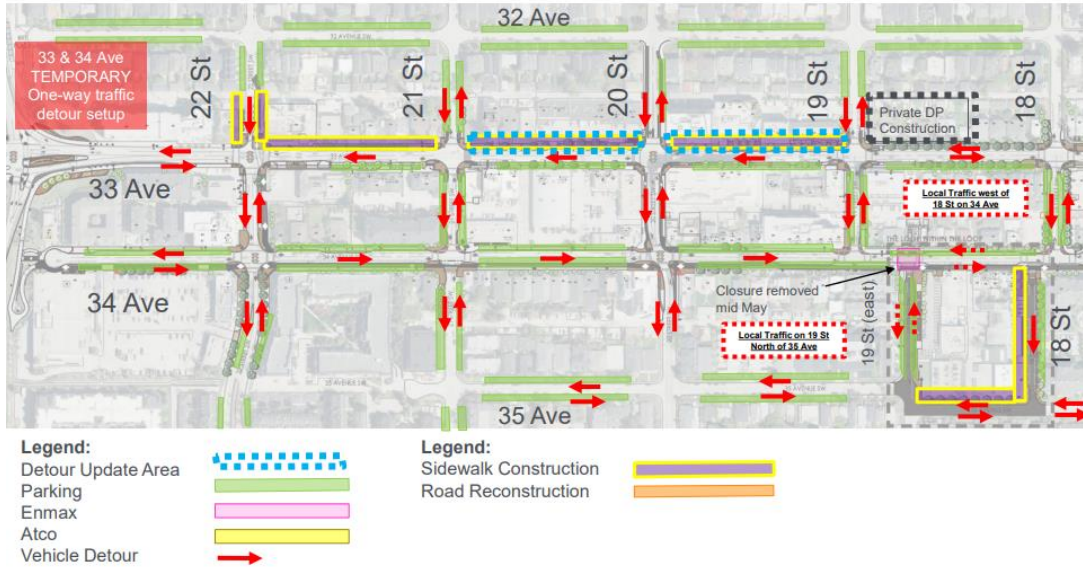 32 Ave
33 & 34 Ave
TEMPORARY
One-way traffic
detour setup
22 St
21 St
20 St
19 St
18 St
Private DP
Construction
33 Ave
Local Traffic west of
18 St on 34 Ave
34 Ave
Closure removed
mid May
19 St (east)
18 St
Local Traffic on 19 St
North of 35 Ave
35 Ave
Legend:
Detour Update Area
Parking
Enmax
Atco
Vehicle Detour
Legend:
Sidewalk Construction
Road Reconstruction